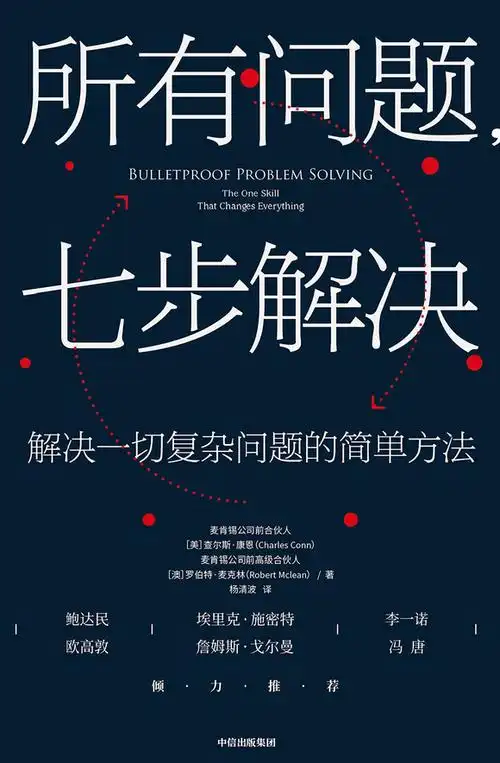 所有问题,
BULLETPROOF PROBLEM SOLVING
The One Skill
That Changes Everything
七步解决
解决一切复杂问题的简单方法
麦肯锡公司前合伙人
[美]查尔斯·康恩(Charles Conn)
麦肯锡公司前高级合伙人
[澳]罗伯特·麦克林(Robert Mclean) / 著
杨清波 译
鲍达民 埃里克·施密特 李一诺
欧高敦 詹姆斯·戈尔曼 冯唐
倾·力·推·荐
中信出版集团